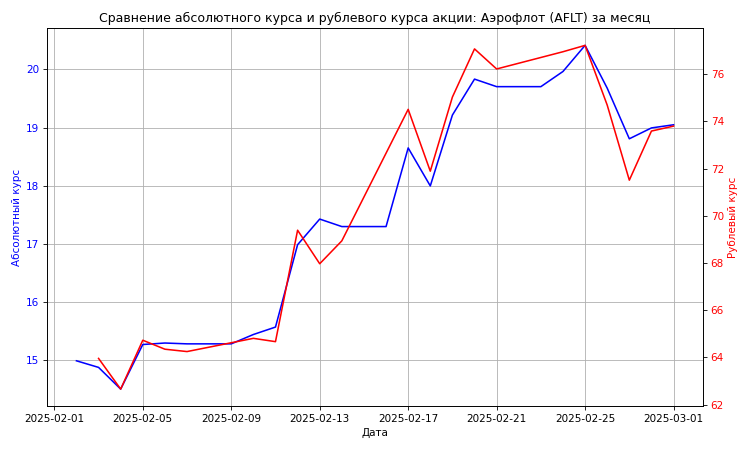 Сравнение абсолютного курса и рублевого курса акции: Аэрофлот (AFLT) за месяц
Абсолютный курс
20
19
18
17
16
15
76
74
72
70
68
66
64
62
Рублевый курс
2025-02-01 2025-02-05 2025-02-09 2025-02-13 2025-02-17 2025-02-21 2025-02-25 2025-03-01
Дата